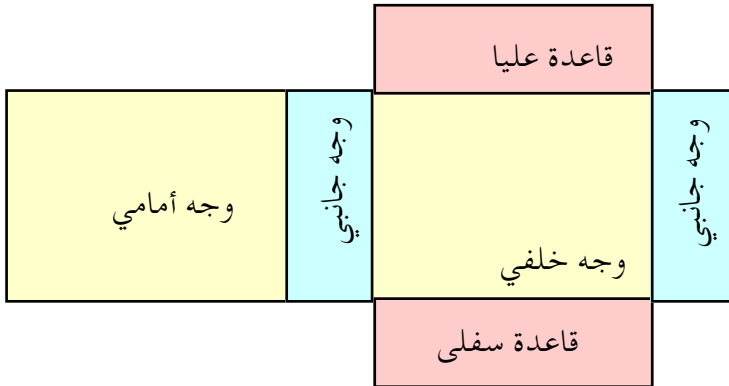 قاعدة عليا
وجه جانبي
وجه خلفي
وجه جانبي
وجه أمامي
قاعدة سفلى